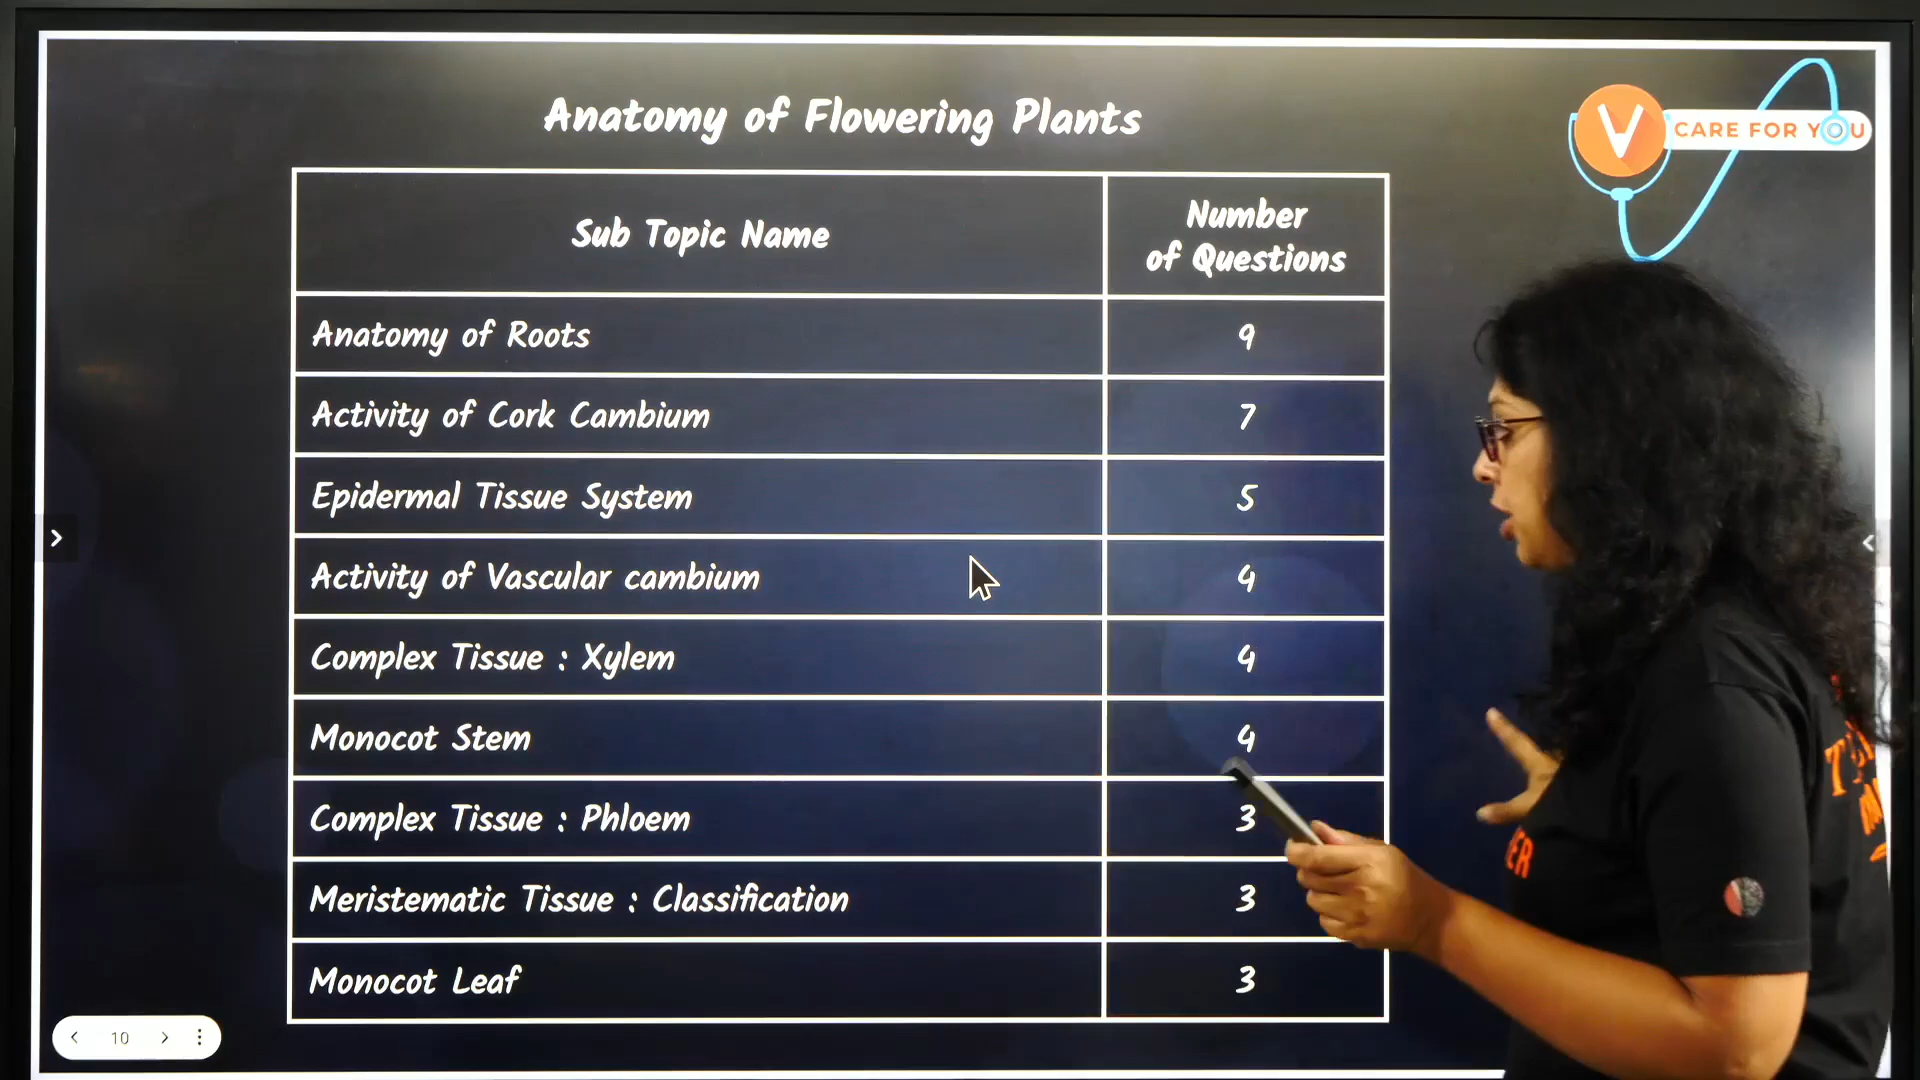 Anatomy of Flowering Plants
CARE FOR YOU
Sub Topic Name
Number
of Questions
Anatomy of Roots 9
Activity of Cork Cambium 7
Epidermal Tissue System 5
Activity of Vascular cambium 4
Complex Tissue : Xylem 4
Monocot Stem 4
Complex Tissue : Phloem 3
Meristematic Tissue : Classification 3
Monocot Leaf 3
10